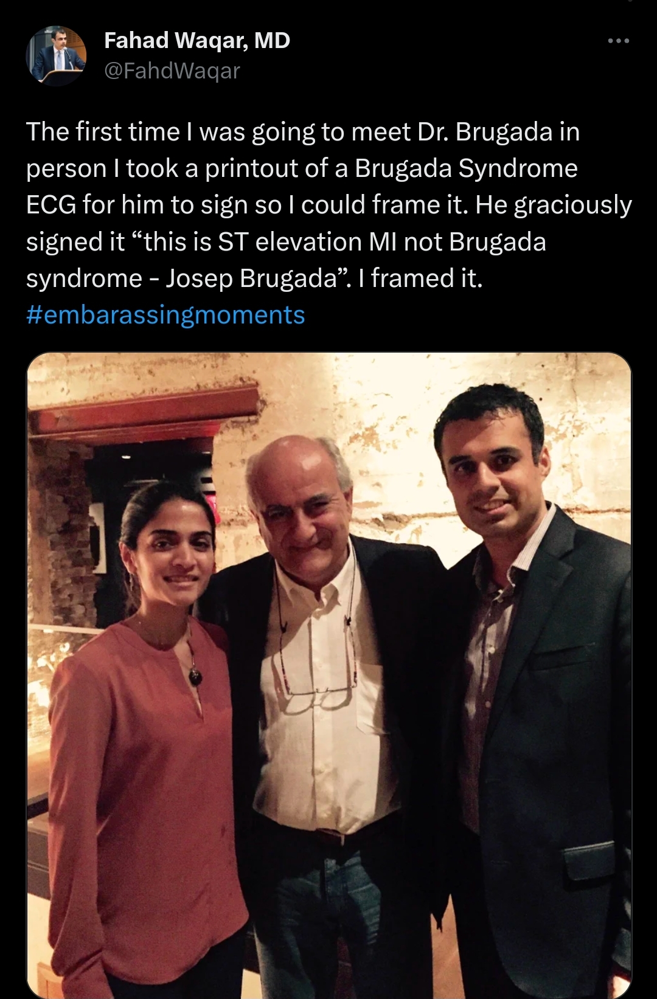 Fahad Waqar, MD
@FahdWaqar
The first time I was going to meet Dr. Brugada in
person I took a printout of a Brugada Syndrome
ECG for him to sign so I could frame it. He graciously
signed it “this is ST elevation MI not Brugada
syndrome - Josep Brugada”. I framed it.
#embarassingmoments